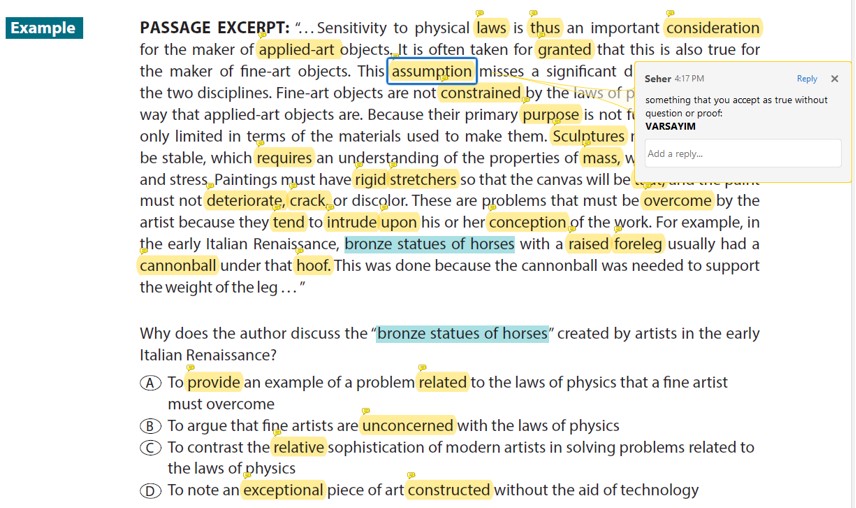 Example
PASSAGE EXCERPT: “… Sensitivity to physical laws is thus an important consideration
for the maker of applied-art objects. It is often taken for granted that this is also true for
the maker of fine-art objects. This assumption misses a significant d
the two disciplines. Fine-art objects are not constrained by the laws of p
way that applied-art objects are. Because their primary purpose is not fu
only limited in terms of the materials used to make them. Sculptures
be stable, which requires an understanding of the properties of mass, w
and stress. Paintings must have rigid stretchers so that the canvas will be and the paint
must not deteriorate, crack, or discolor. These are problems that must be overcome by the
artist because they tend to intrude upon his or her conception of the work. For example, in
the early Italian Renaissance, bronze statues of horses with a raised foreleg usually had a
cannonball under that hoof. This was done because the cannonball was needed to support
the weight of the leg … ”
Seher 4:17 PM Reply ×
something that you accept as true without
question or proof:
VARSAYIM
Add a reply...
Why does the author discuss the “bronze statues of horses” created by artists in the early
Italian Renaissance?
A To provide an example of a problem related to the laws of physics that a fine artist
must overcome
B To argue that fine artists are unconcerned with the laws of physics
C To contrast the relative sophistication of modern artists in solving problems related to
the laws of physics
D To note an exceptional piece of art constructed without the aid of technology